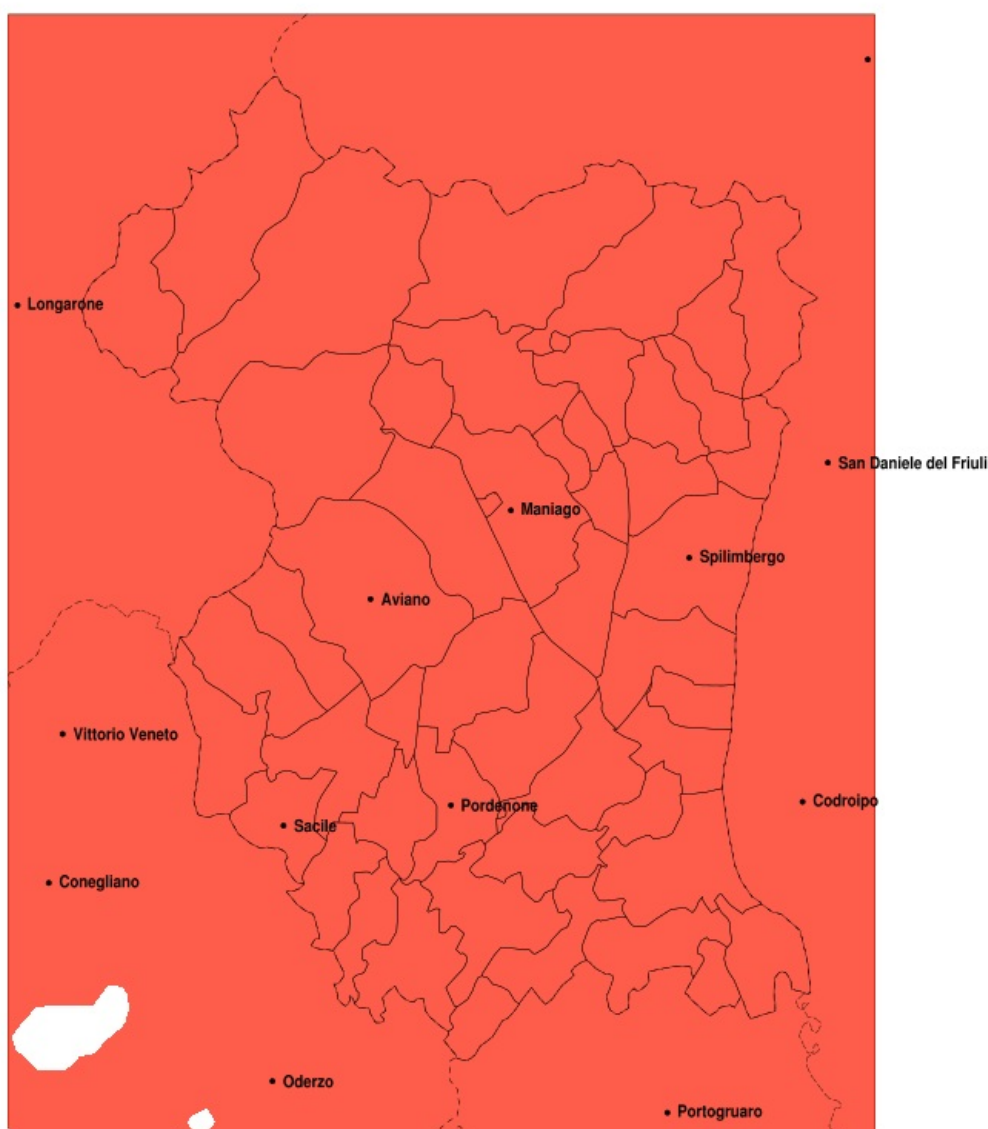 Longarone
San Daniele del Friuli
Maniago
Spilimbergo
Aviano
Vittorio Veneto
Codroipo
Pordenone
Sacile
Conegliano
Oderzo
Portogruaro